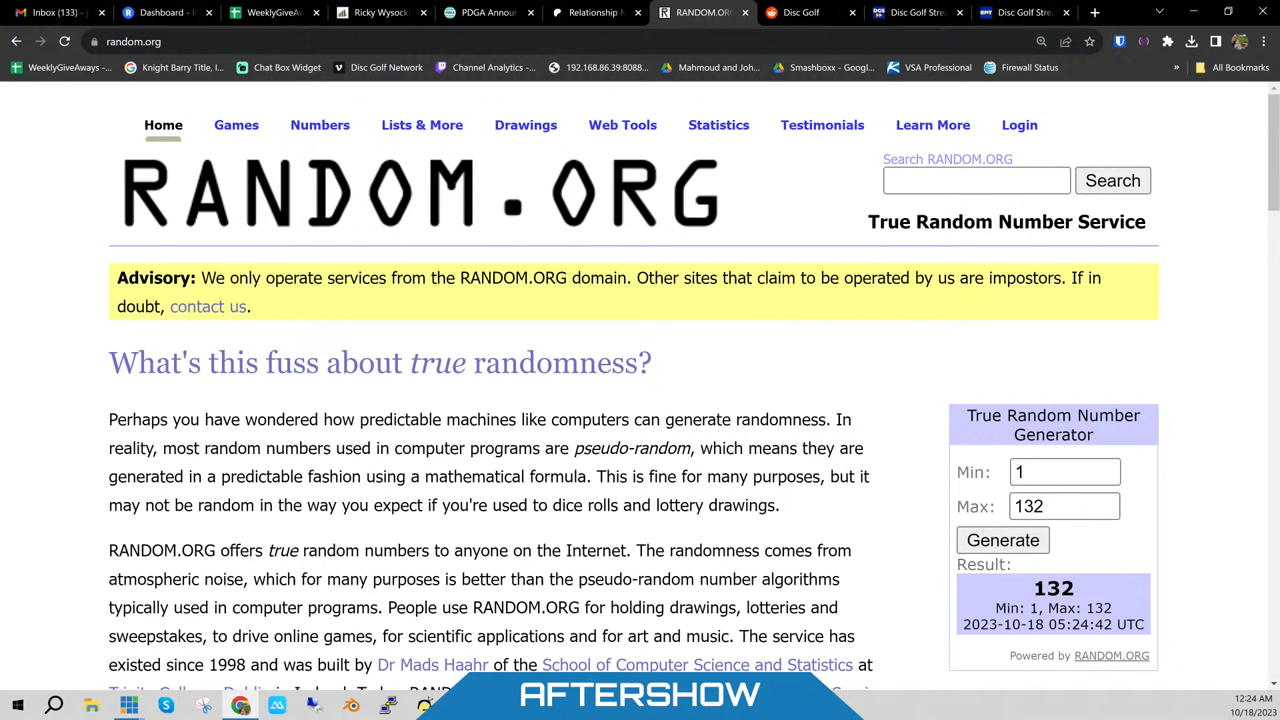 Inbox (133) -
Dashboard - R
WeeklyGiveAw
Ricky Wysock
PDGA Announ
Relationship M
RANDOM.ORG
Disc Golf
Disc Golf Stre
Disc Golf Stre
random.org
WeeklyGiveAways -...
Knight Barry Title, I...
Chat Box Widget
Disc Golf Network
Channel Analytics -...
192.168.86.39:8088...
Mahmoud and Joh...
Smashboxx - Googl...
VSA Professional
Firewall Status
»
All Bookmarks
Home
Games
Numbers
Lists & More
Drawings
Web Tools
Statistics
Testimonials
Learn More
Login
RANDOM.ORG
Search RANDOM.ORG
Search
True Random Number Service
Advisory: We only operate services from the RANDOM.ORG domain. Other sites that claim to be operated by us are impostors. If in
doubt, contact us.
What's this fuss about true randomness?
Perhaps you have wondered how predictable machines like computers can generate randomness. In
reality, most random numbers used in computer programs are pseudo-random, which means they are
generated in a predictable fashion using a mathematical formula. This is fine for many purposes, but it
may not be random in the way you expect if you're used to dice rolls and lottery drawings.
RANDOM.ORG offers true random numbers to anyone on the Internet. The randomness comes from
atmospheric noise, which for many purposes is better than the pseudo-random number algorithms
typically used in computer programs. People use RANDOM.ORG for holding drawings, lotteries and
sweepstakes, to drive online games, for scientific applications and for art and music. The service has
existed since 1998 and was built by Dr Mads Haahr of the School of Computer Science and Statistics at
True Random Number
Generator
Min: 1
Max: 132
Generate
Result:
132
Min: 1, Max: 132
2023-10-18 05:24:42 UTC
Powered by RANDOM.ORG
AFTERSHOW
12:24 AM
10/18/2023